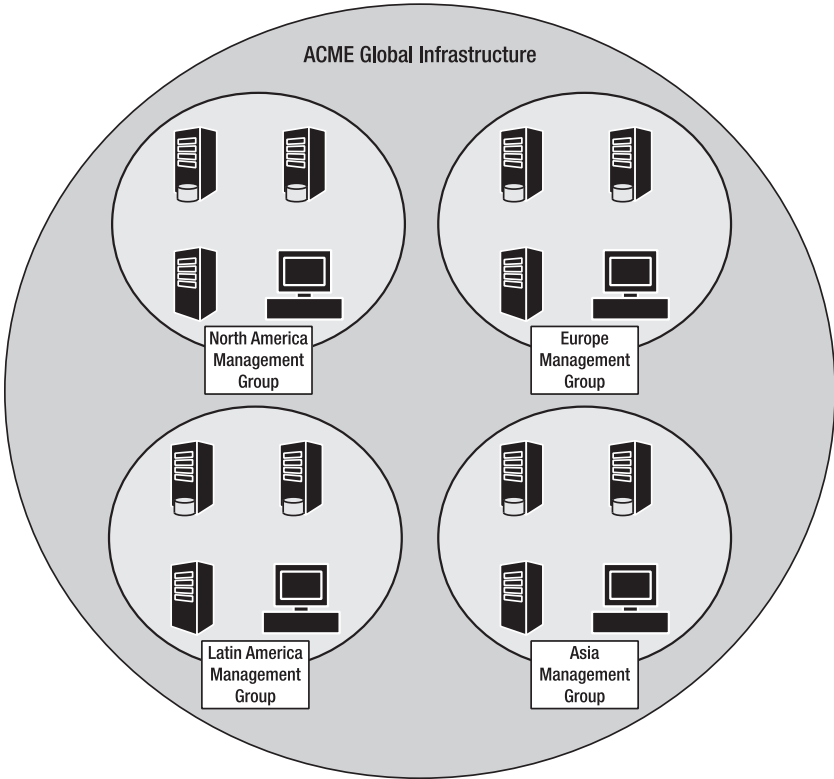 ACME Global Infrastructure
North America
Management
Group
Europe
Management
Group
Latin America
Management
Group
Asia
Management
Group